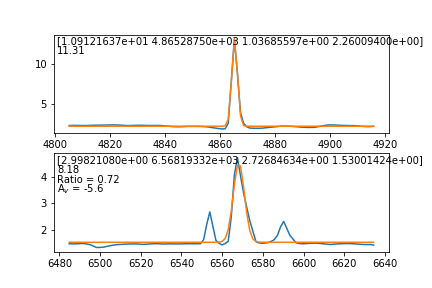 [1.09121637e+01 4.86528750e+03 1.03685597e+00 2.26009400e+00]
11.31
10
5
4800 4820 4840 4860 4880 4900 4920
[2.99821080e+00 6.56819332e+03 2.72684634e+00 1.53001424e+00]
8.18
Ratio = 0.72
Aν = -5.6
4
3
2
6480 6500 6520 6540 6560 6580 6600 6620 6640